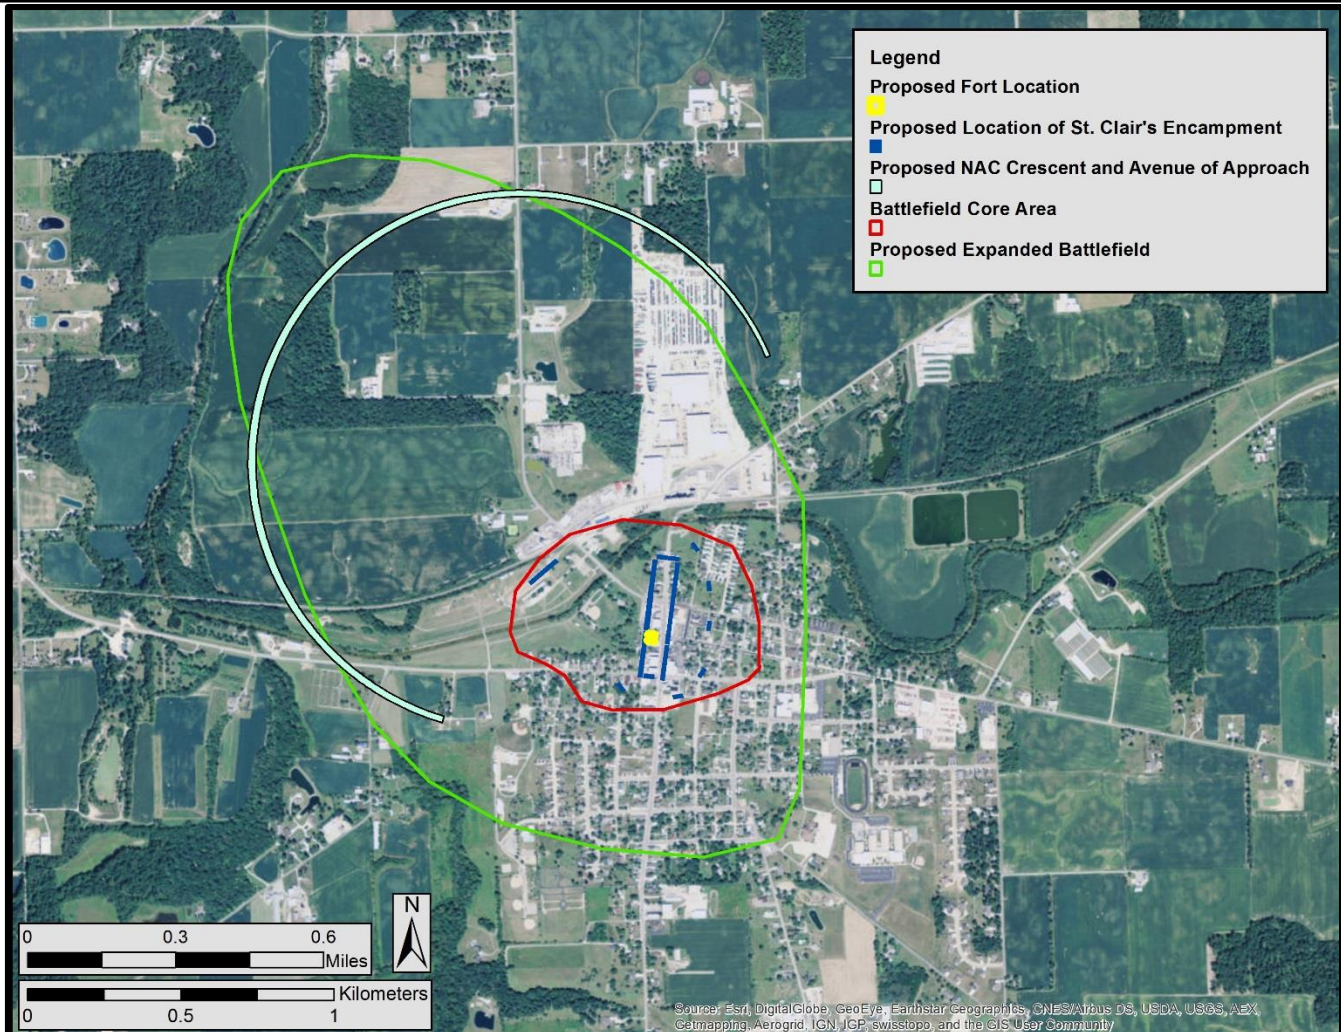 Legend
Proposed Fort Location
Proposed Location of St. Clair's Encampment
Proposed NAC Crescent and Avenue of Approach
Battlefield Core Area
Proposed Expanded Battlefield
N
0 0.3 0.6
Miles
Kilometers
0 0.5 1
Source: Esri, DigitalGlobe, GeoEye, Earthstar Geographics, CNES/Airbus DS, USDA, USGS, AEX,
Getmapping, Aerogrid, IGN, IGP, swisstopo, and the GIS User Community